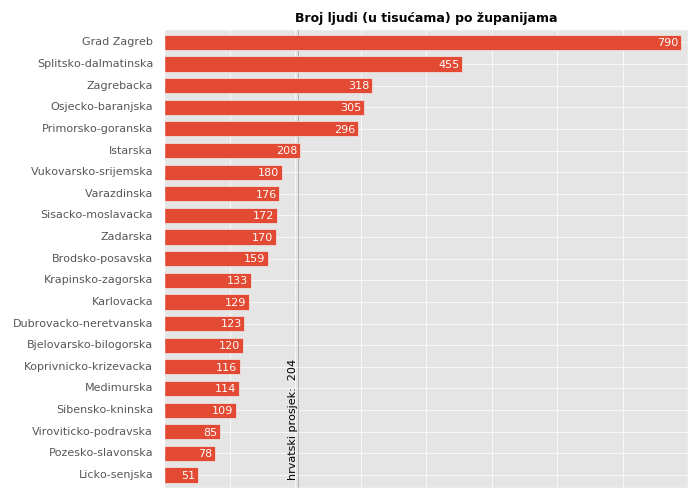 Broj ljudi (u tisućama) po županijama
Grad Zagreb 790
Splitsko-dalmatinska 455
Zagrebacka 318
Osjecko-baranjska 305
Primorsko-goranska 296
Istarska 208
Vukovarsko-srijemska 180
Varazdinska 176
Sisacko-moslavacka 172
Zadarska 170
Brodsko-posavska 159
Krapinsko-zagorska 133
Karlovacka 129
Dubrovacko-neretvanska 123
Bjelovarsko-bilogorska 120
Koprivnicko-krizevacka 116
Medimurska 114
Sibensko-kninska 109
Viroviticko-podravska 85
Pozesko-slavonska 78
Licko-senjska 51
hrvatski prosjek: 204